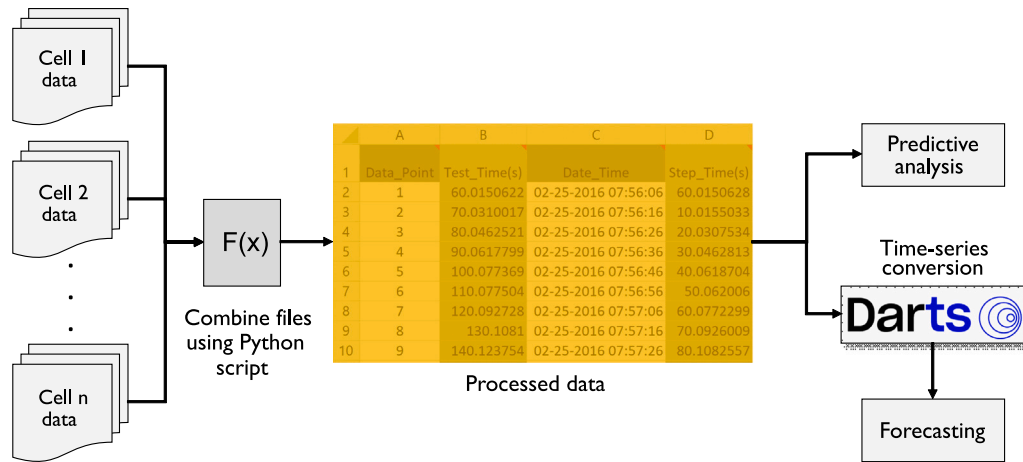 Cell 1
data
Cell 2
data
.
.
.
Cell n
data
F(x)
Combine files
using Python
script
A B C D
1 Data_Point Test_Time(s) Date_Time Step_Time(s)
2 1 60.0150622 02-25-2016 07:56:06 60.0150628
3 2 70.0310017 02-25-2016 07:56:16 10.0155033
4 3 80.0462521 02-25-2016 07:56:26 20.0307534
5 4 90.0617799 02-25-2016 07:56:36 30.0462813
6 5 100.077369 02-25-2016 07:56:46 40.0618704
7 6 110.077504 02-25-2016 07:56:56 50.062006
8 7 120.092728 02-25-2016 07:57:06 60.0772299
9 8 130.1081 02-25-2016 07:57:16 70.0926009
10 9 140.123754 02-25-2016 07:57:26 80.1082557
Processed data
Predictive
analysis
Time-series
conversion
Darts
Forecasting